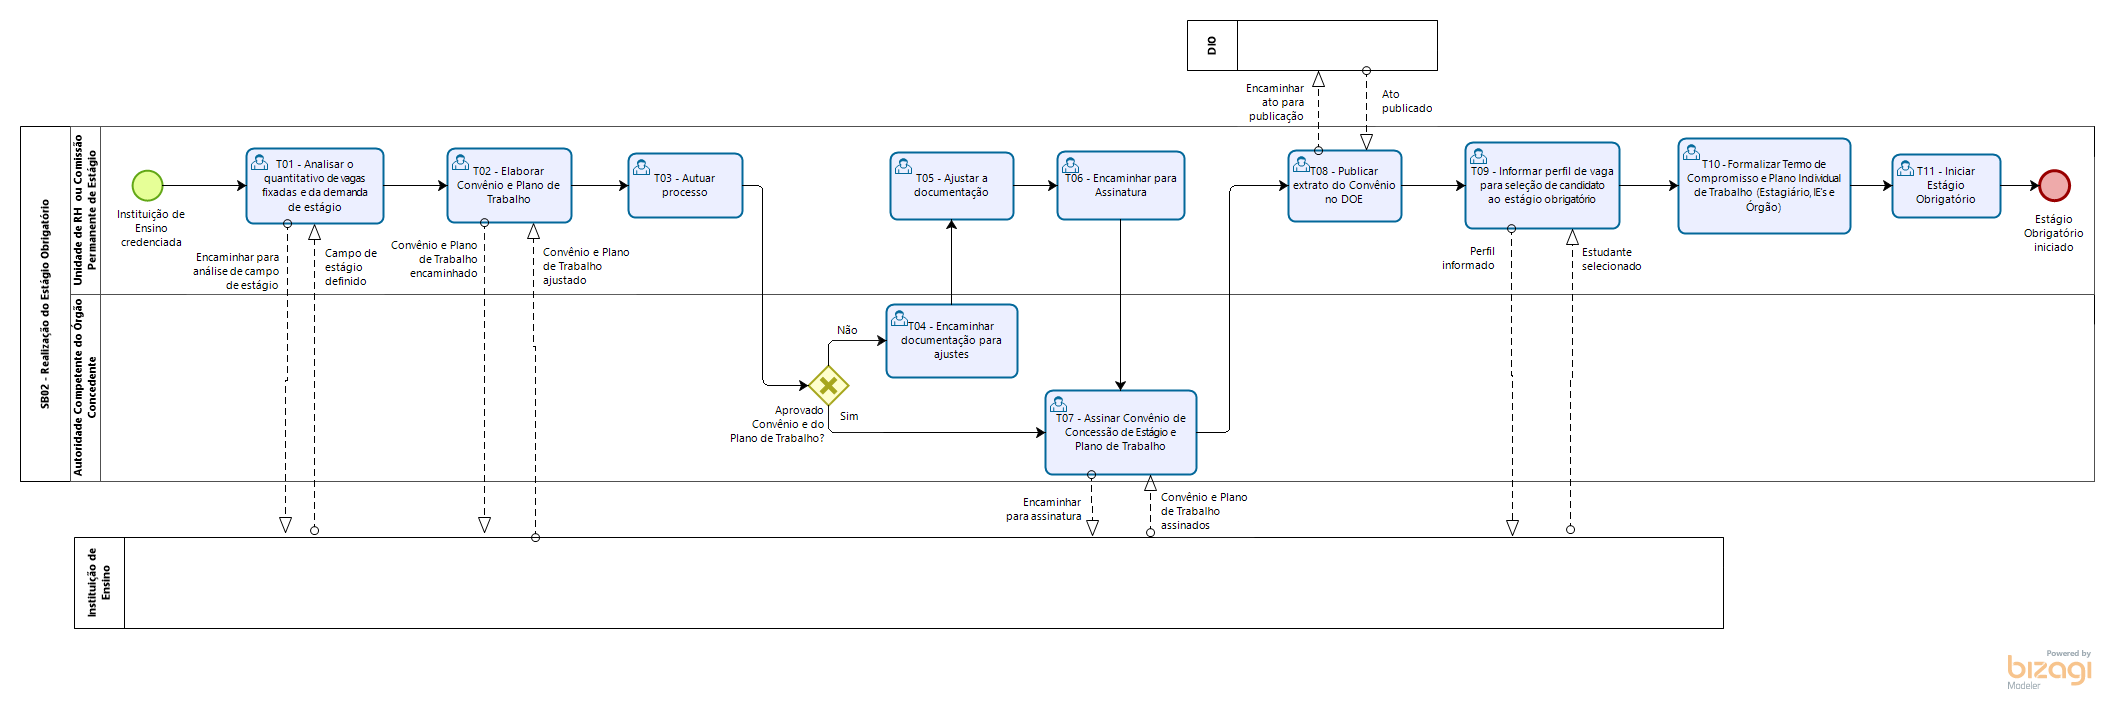 DIO
Encaminhar
ato para
publicação
Ato
publicado
SB02 - Realização do Estágio Obrigatório
Unidade de RH ou Comissão
Permanente de Estágio
Instituição de
Ensino
credenciada
T01 - Analisar o
quantitativo de vagas
fixadas e da demanda
de estágio
T02 - Elaborar
Convênio e Plano de
Trabalho
T03 - Autuar
processo
T05 - Ajustar a
documentação
T06 - Encaminhar para
Assinatura
T08 - Publicar
extrato do Convênio
no DOE
T09 - Informar perfil de vaga
para seleção de candidato
ao estágio obrigatório
T10 - Formalizar Temo de
Compromisso e Plano Individual
de Trabalho (Estagiário, IE's e
Órgão)
T11 - Iniciar
Estágio
Obrigatório
Estágio
Obrigatório
iniciado
Encaminhar para
análise de campo
de estágio
Campo de
estágio
definido
Convênio e Plano
de Trabalho
encaminhado
Convênio e Plano
de Trabalho
ajustado
Perfil
informado
Estudante
selecionado
Autoridade Competente do Órgão
Concedente
Não
T04 - Encaminhar
documentação para
ajustes
Aprovado
Convênio e do
Plano de Trabalho?
Sim
T07 - Assinar Convênio de
Concessão de Estágio e
Plano de Trabalho
Encaminhar
para assinatura
Convênio e Plano
de Trabalho
assinados
Instituição de
Ensino
Powered by
bizagi
Modeler